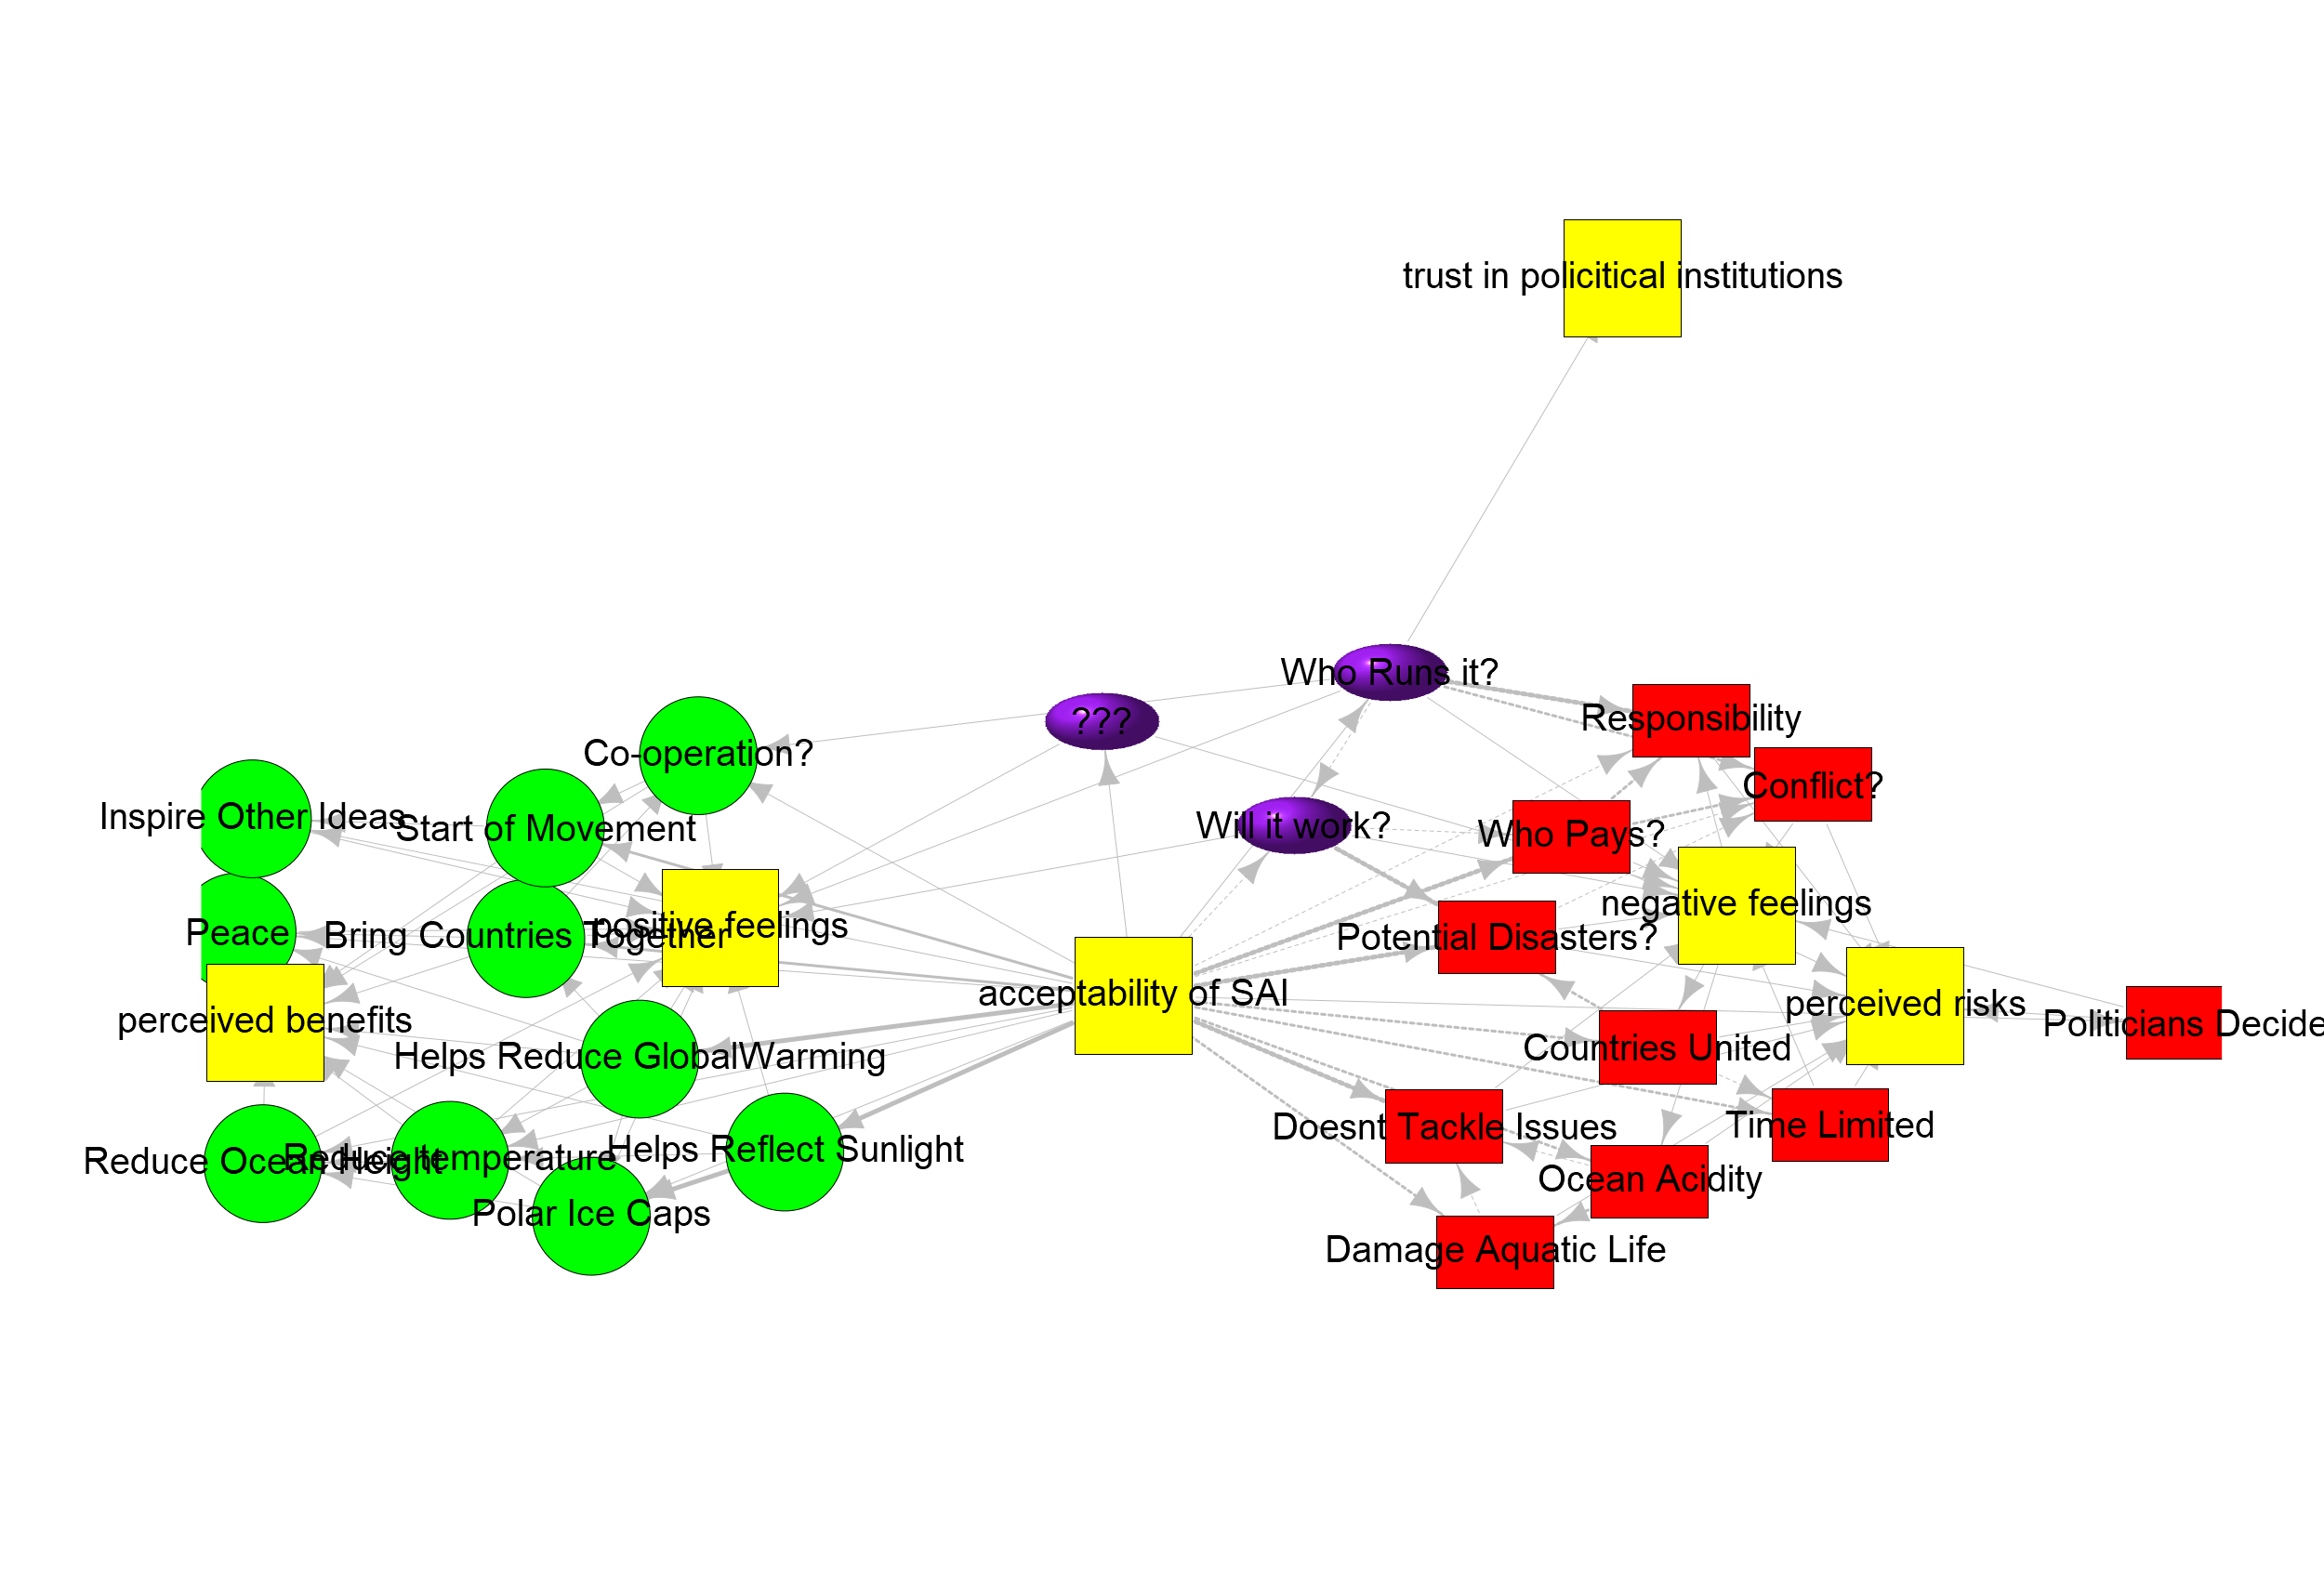 trust in policitical institutions
Who Runs it?
???
Responsibility
Co-operation?
Conflict?
Inspire Other Ideas
Start of Movement
Will it work?
Who Pays?
negative feelings
Peace
Bring Countries Together
positive feelings
Potential Disasters?
acceptability of SAI
perceived risks
perceived benefits
Politicians Decide
Countries United
Helps Reduce GlobalWarming
Doesnt Tackle Issues
Time Limited
Reduce Ocean Height
Reduce temperature
Helps Reflect Sunlight
Ocean Acidity
Polar Ice Caps
Damage Aquatic Life